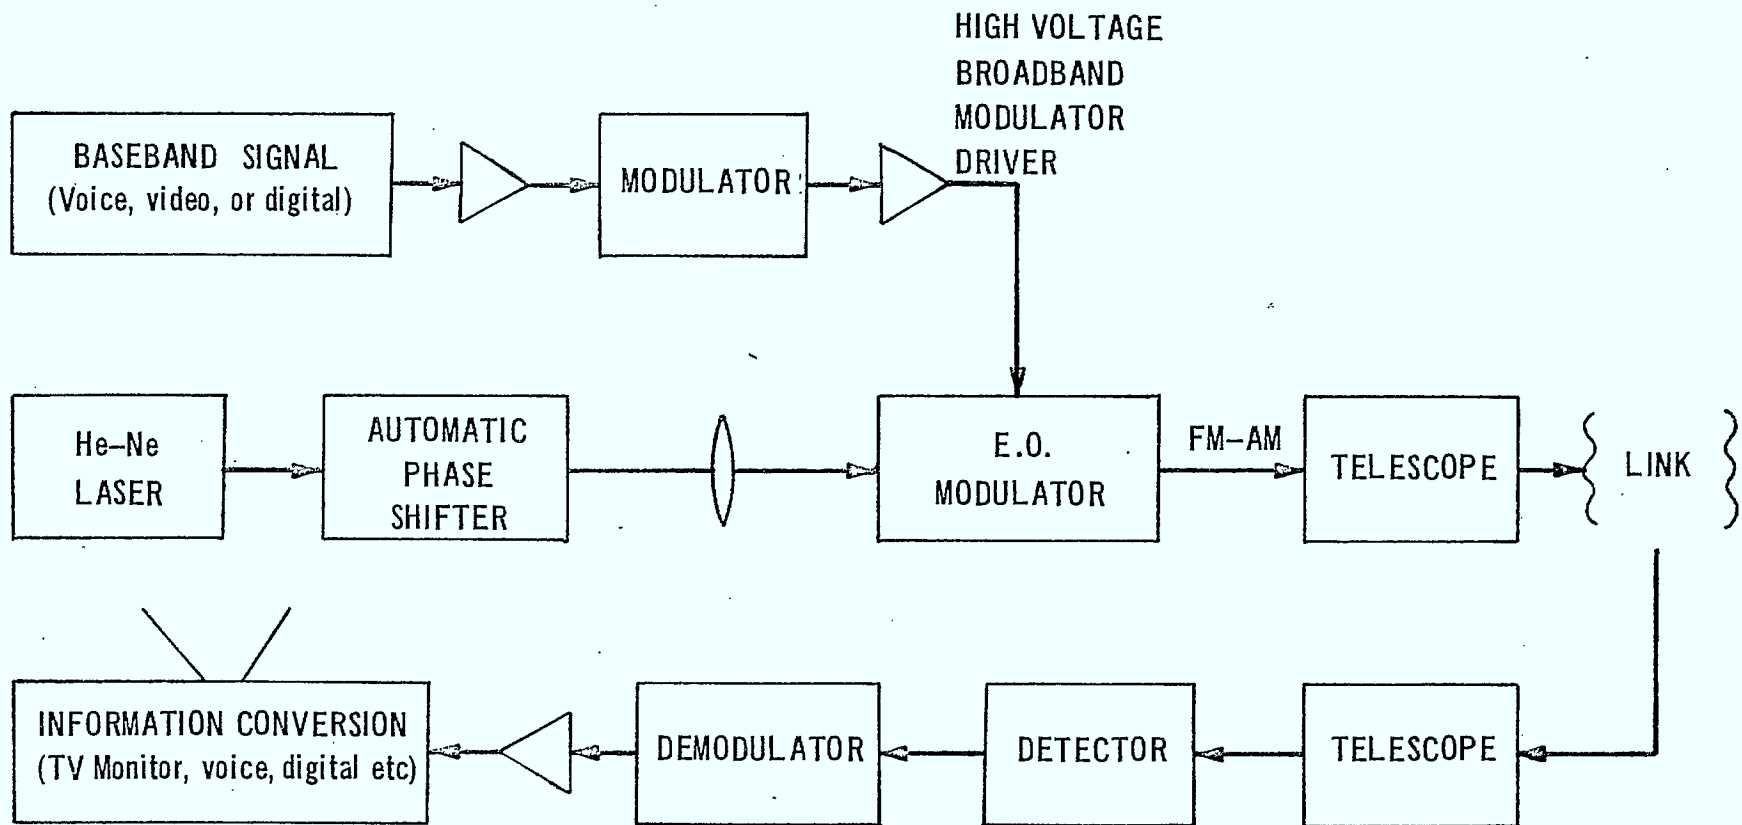 HIGH VOLTAGE
BROADBAND
MODULATOR
DRIVER
BASEBAND SIGNAL
(Voice, video, or digital)
MODULATOR
He-Ne
LASER
AUTOMATIC
PHASE
SHIFTER
E.O.
MODULATOR
FM-AM
TELESCOPE
LINK
INFORMATION CONVERSION
(TV Monitor, voice, digital etc)
DEMODULATOR
DETECTOR
TELESCOPE